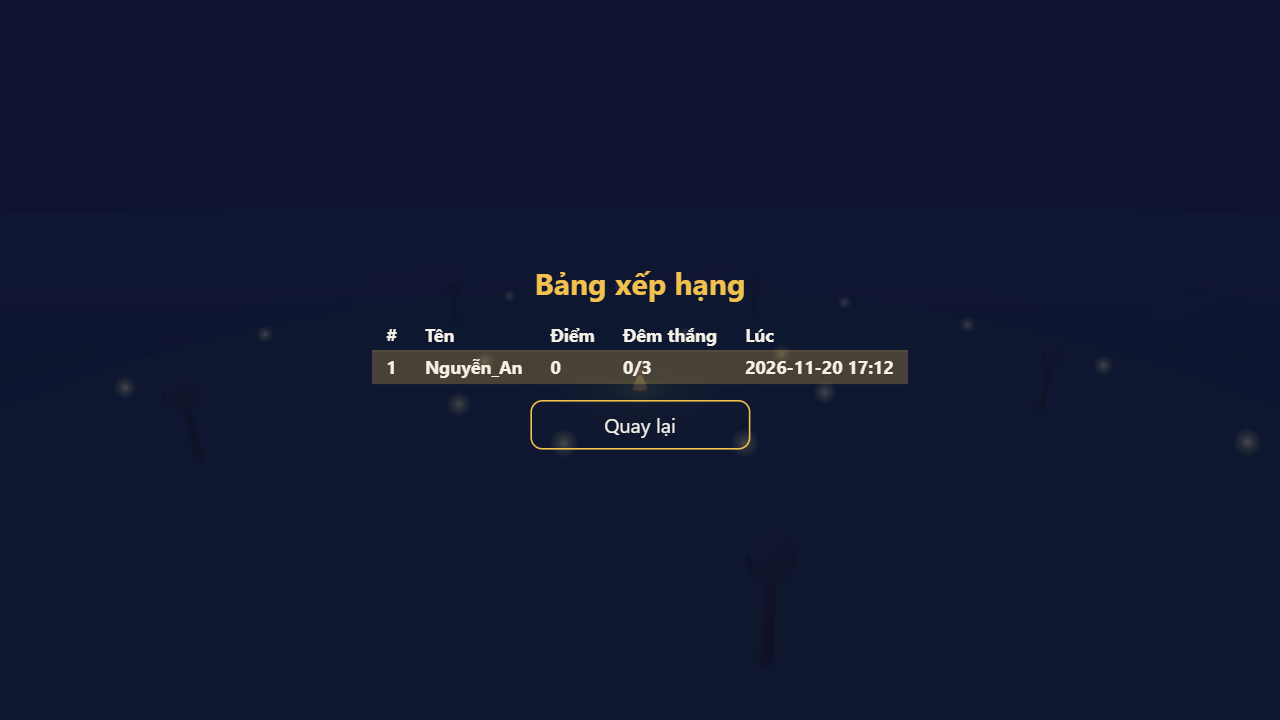 Bảng xếp hạng
# Tên Điểm Đêm thắng Lúc
1 Nguyễn_An 0 0/3 2026-11-20 17:12
Quay lại